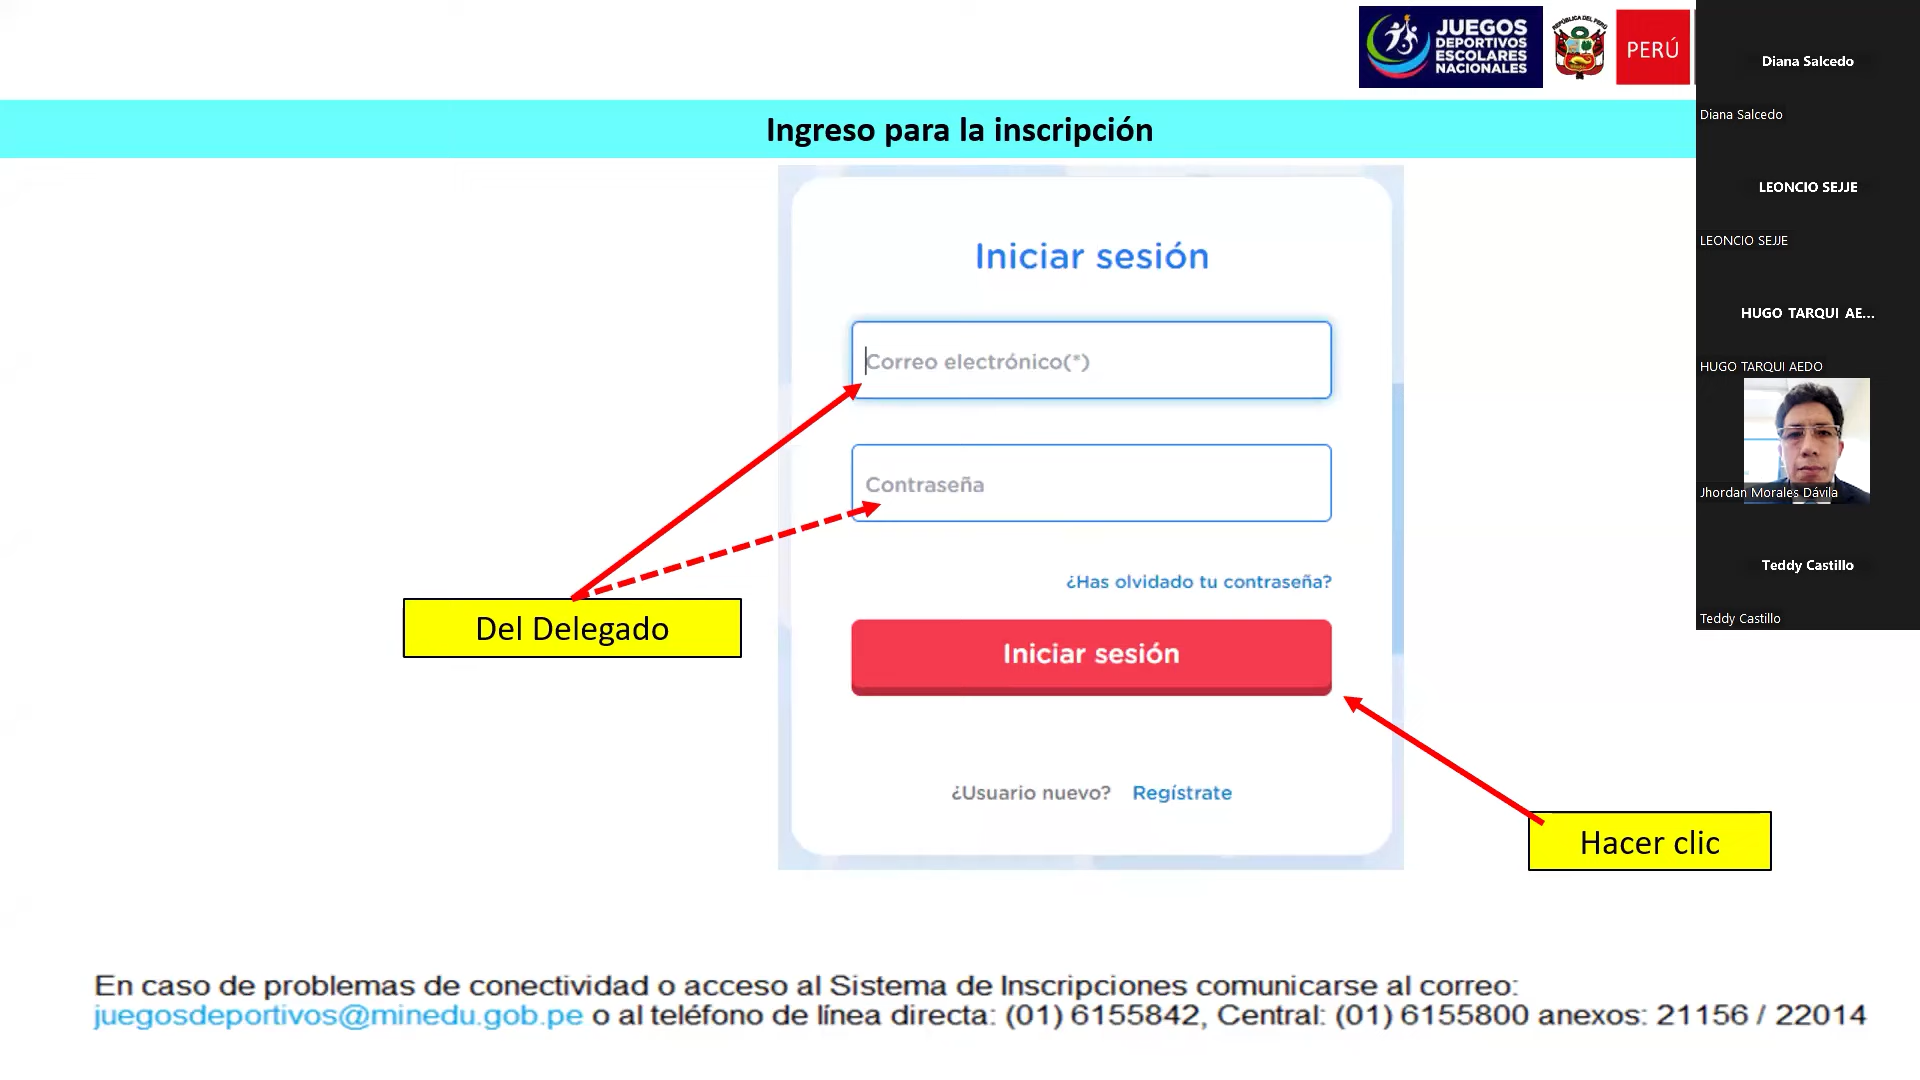 JUEGOS
DEPORTIVOS
ESCOLARES
NACIONALES
REPÚBLICA DEL PERÚ
PERÚ
Ingreso para la inscripción
Iniciar sesión
Correo electrónico(*)
Contraseña
¿Has olvidado tu contraseña?
Iniciar sesión
¿Usuario nuevo? Regístrate
Del Delegado
Hacer clic
En caso de problemas de conectividad o acceso al Sistema de Inscripciones comunicarse al correo:
juegosdeportivos@minedu.gob.pe o al teléfono de línea directa: (01) 6155842, Central: (01) 6155800 anexos: 21156 / 22014
Diana Salcedo
Diana Salcedo
LEONCIO SEJJE
LEONCIO SEJJE
HUGO TARQUI AE...
HUGO TARQUI AEDO
Jhordan Morales Dávila
Teddy Castillo
Teddy Castillo